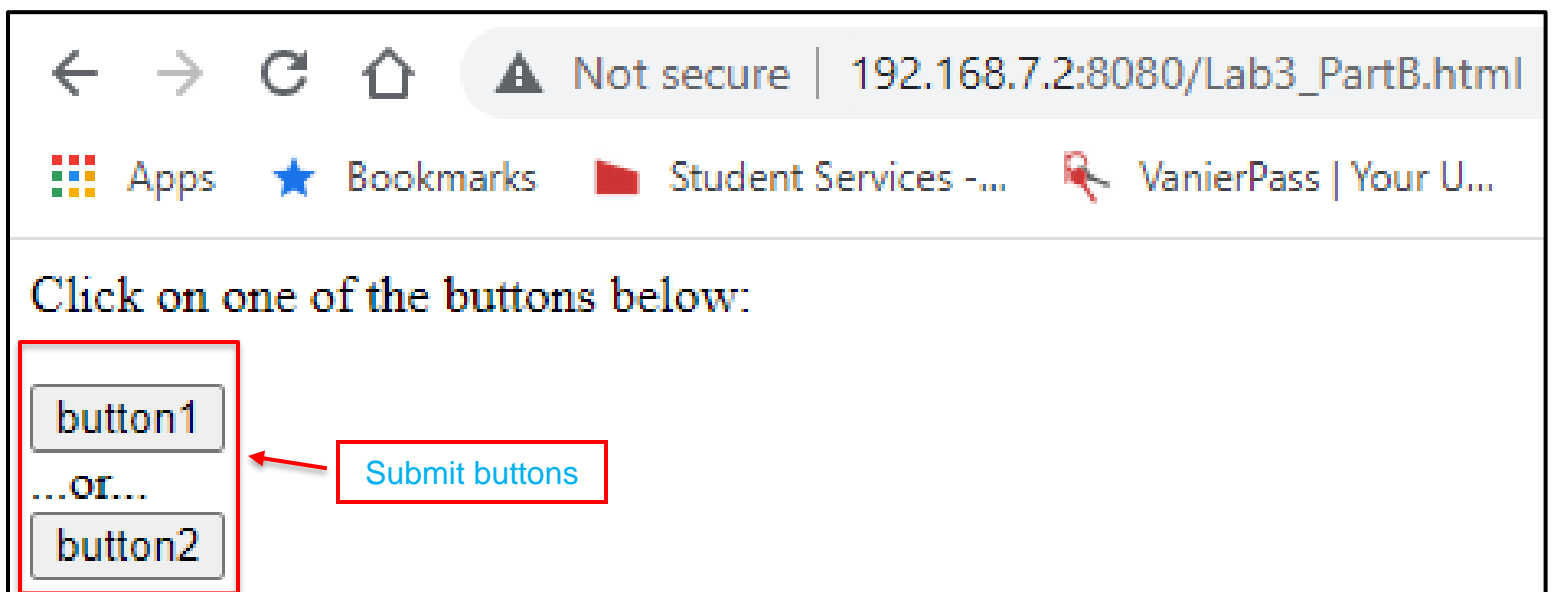 Not secure | 192.168.7.2:8080/Lab3_PartB.html
Apps Bookmarks Student Services -... VanierPass | Your U...
Click on one of the buttons below:
button1
Submit buttons
...or...
button2